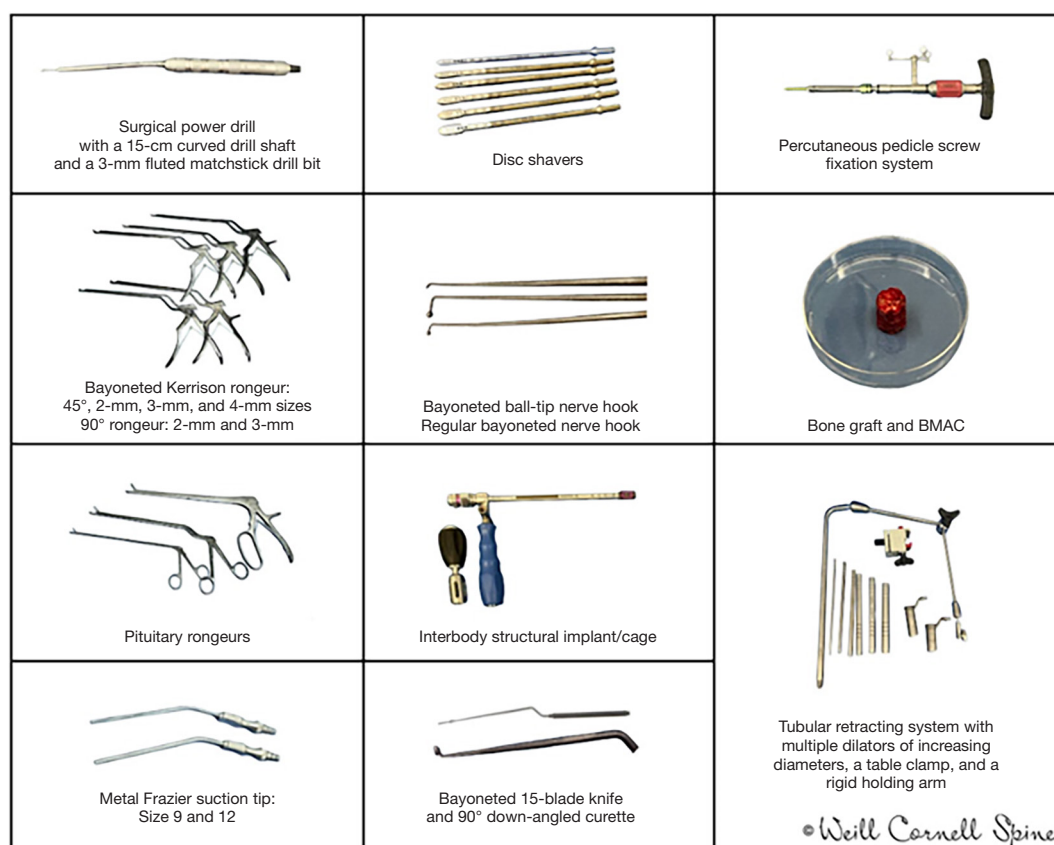 Surgical power drill
with a 15-cm curved drill shaft
and a 3-mm fluted matchstick drill bit
Disc shavers
Percutaneous pedicle screw
fixation system
Bayoneted Kerrison rongeur:
45°, 2-mm, 3-mm, and 4-mm sizes
90° rongeur: 2-mm and 3-mm
Bayoneted ball-tip nerve hook
Regular bayoneted nerve hook
Bone graft and BMAC
Pituitary rongeurs
Interbody structural implant/cage
Tubular retracting system with
multiple dilators of increasing
diameters, a table clamp, and a
rigid holding arm
Metal Frazier suction tip:
Size 9 and 12
Bayoneted 15-blade knife
and 90° down-angled curette
© Weill Cornell Spine